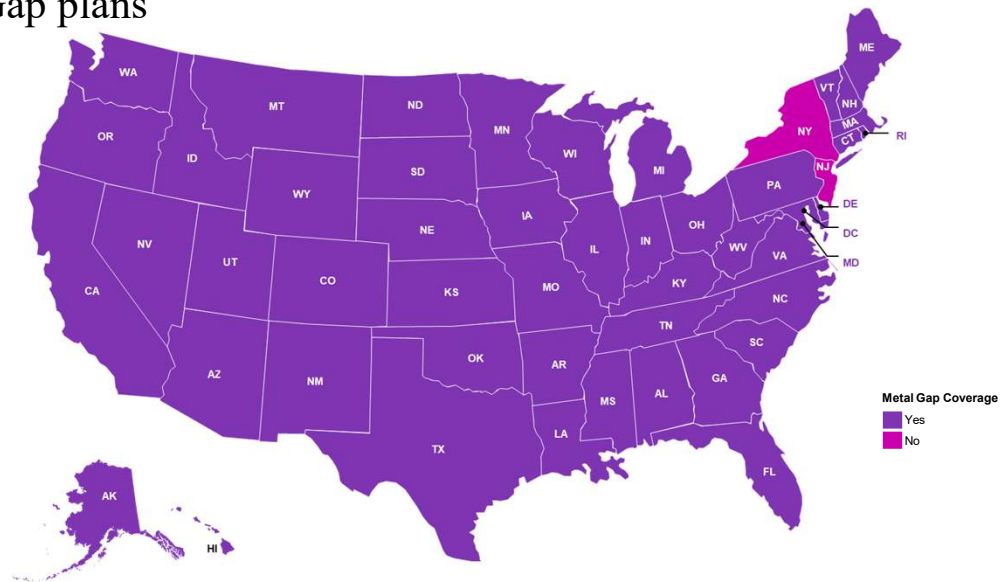 Gap plans
ME
WA
VT
MT
ND
NH
MN
MA
NY
OR
CT
RI
ID
WI
SD
MI
NJ
WY
PA
DE
IA
OH
NE
DC
NV
IL
IN
WV
UT
VA
MD
CO
MO
KY
CA
KS
NC
TN
SC
OK
AR
AZ
NM
GA
MS
AL
Metal Gap Coverage
Yes
LA
No
TX
FL
AK
HI